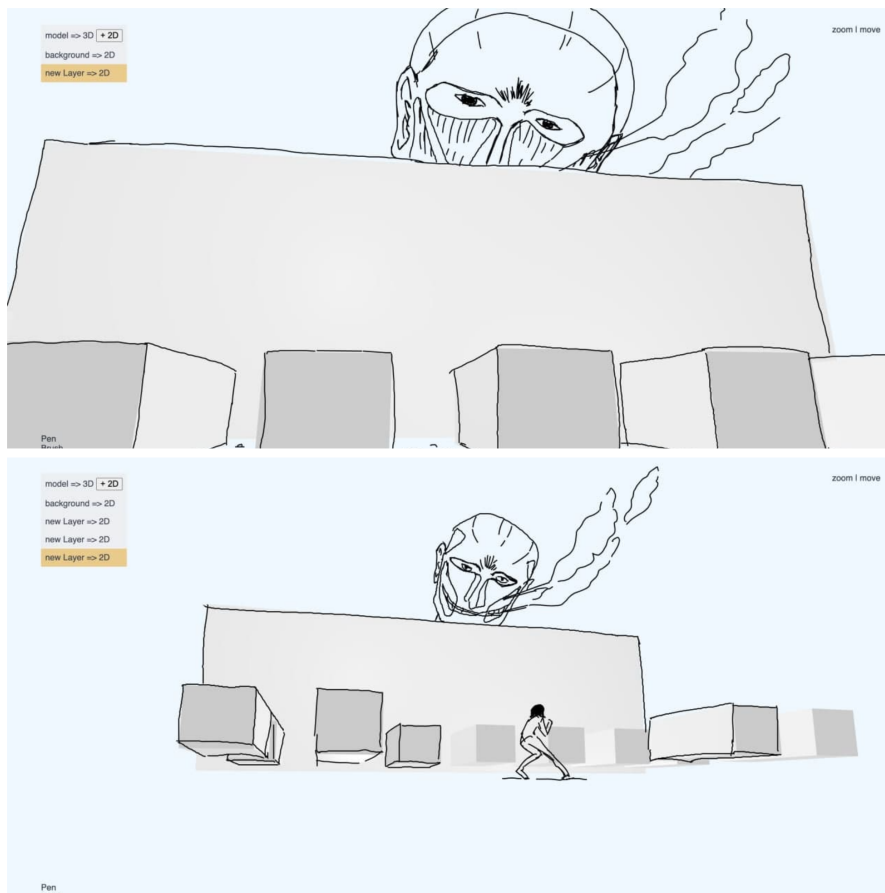 model => 3D + 2D
zoom | move
background => 2D
new Layer => 2D
Pen
Brush
model => 3D + 2D
zoom | move
background => 2D
new Layer => 2D
new Layer => 2D
new Layer => 2D
Pen